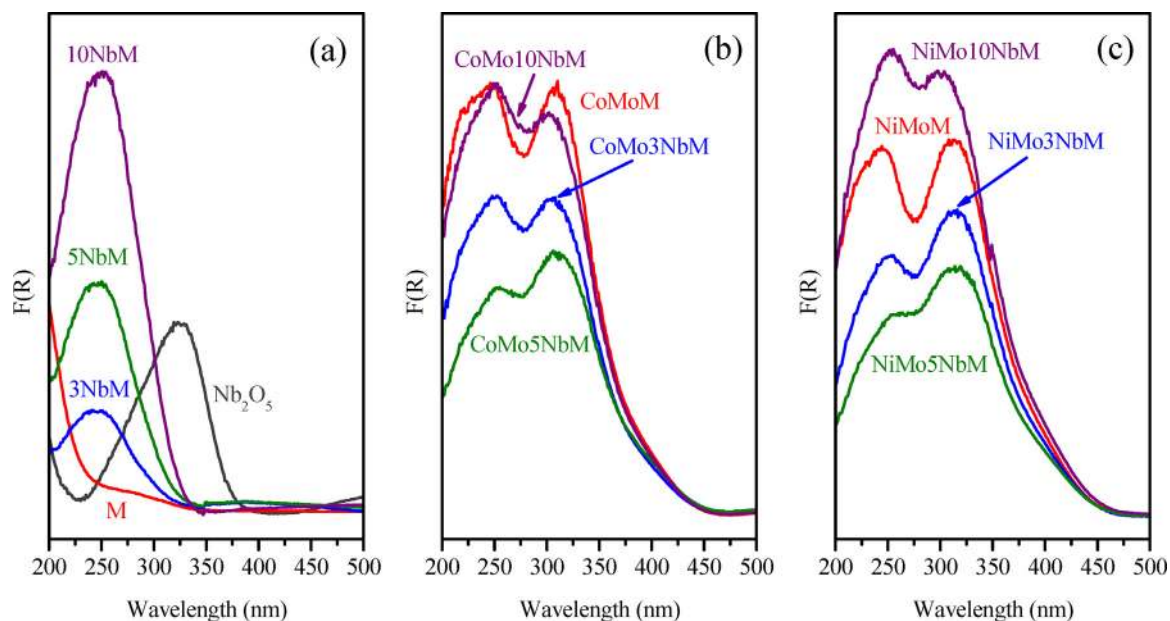 (a)
10NbM
5NbM
3NbM
M
Nb₂O₅
F(R)
200 250 300 350 400 450 500
Wavelength (nm)
(b)
CoMo10NbM
CoMoM
CoMo3NbM
CoMo5NbM
F(R)
200 250 300 350 400 450 500
Wavelength (nm)
(c)
NiMo10NbM
NiMoM
NiMo3NbM
NiMo5NbM
F(R)
200 250 300 350 400 450 500
Wavelength (nm)